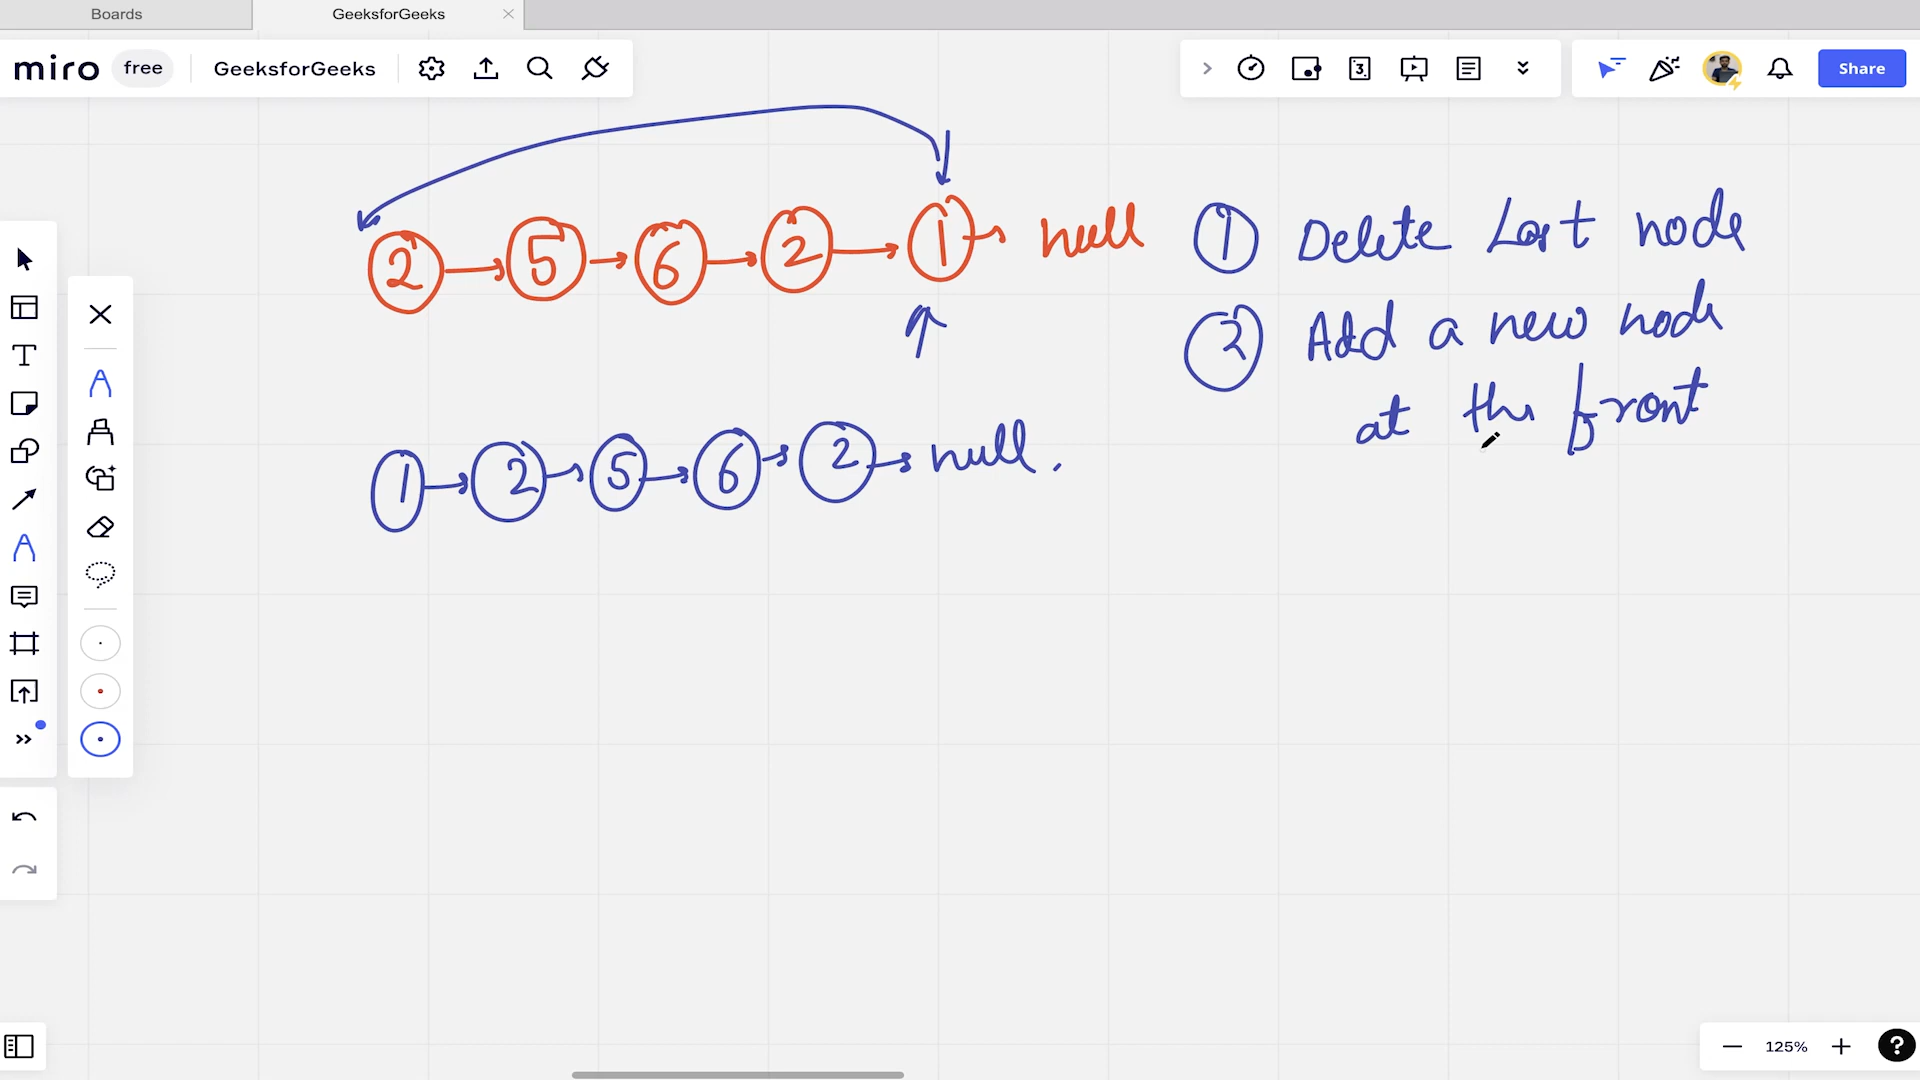 Boards
GeeksforGeeks
miro free GeeksforGeeks
3
Share
2 → 5 → 6 → 2 → 1 → null
1 → 2 → 5 → 6 → 2 → null.
① Delete Last node
② Add a new node
at the front
T
125%
?